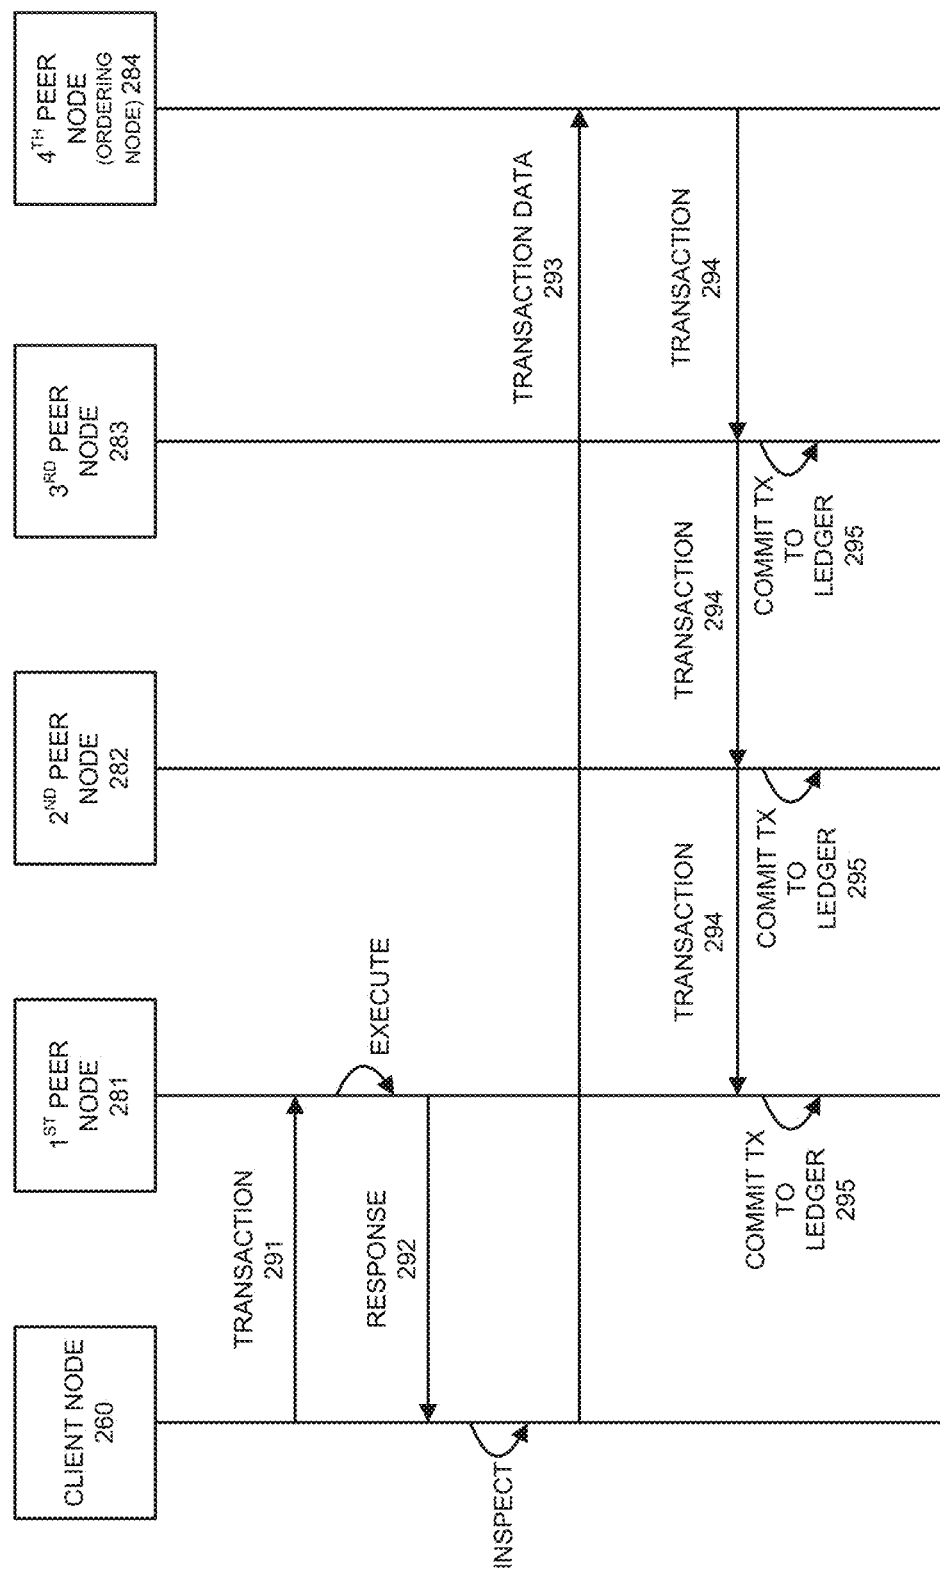 CLIENT NODE
260
1ST PEER
NODE
281
2ND PEER
NODE
282
3RD PEER
NODE
283
4TH PEER
NODE
(ORDERING
NODE) 284
TRANSACTION
291
EXECUTE
RESPONSE
292
INSPECT
TRANSACTION DATA
293
TRANSACTION
294
TRANSACTION
294
TRANSACTION
294
COMMIT TX
TO
LEDGER
295
COMMIT TX
TO
LEDGER
295
COMMIT TX
TO
LEDGER
295